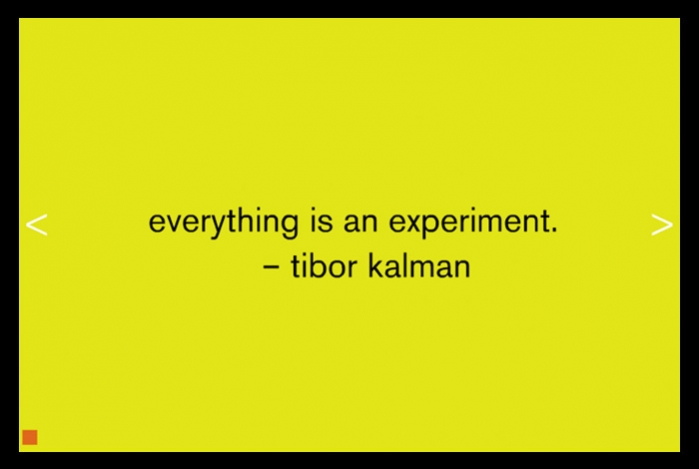 everything is an experiment.
– tibor kalman
< >